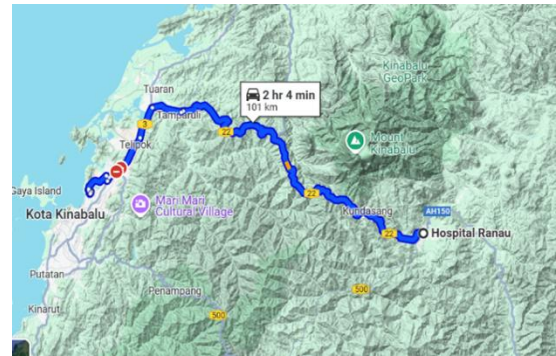 Kinabalu
GeoPark
Tuaran
2 hr 4 min
101 km
3
Tamparuli
22
Telipok
Mount
Kinabalu
Gaya Island
22
Kota Kinabalu
Mari Mari
Cultural Village
Kundasang
AH150
22
Hospital Ranau
Putatan
Penampang
500
Kinarut
500